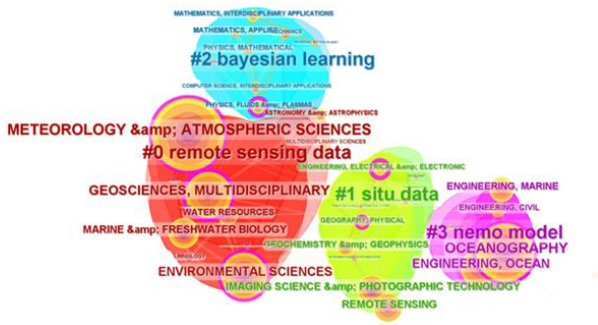 MATHEMATICS, INTERDISCIPLINARY APPLICATIONS
MATHEMATICS, APPLIED
MECHANICS
PHYSICS, MATHEMATICAL
#2 bayesian learning
COMPUTER SCIENCE, INTERDISCIPLINARY APPLICATIONS
PHYSICS, FLUIDS &amp; PLASMAS
ASTRONOMY &amp; ASTROPHYSICS
METEOROLOGY &amp; ATMOSPHERIC SCIENCES
MULTIDISCIPLINARY SCIENCES
#0 remote sensing data
ENGINEERING, ELECTRICAL &amp; ELECTRONIC
GEOSCIENCES, MULTIDISCIPLINARY
#1 situ data
ENGINEERING, MARINE
WATER RESOURCES
ENGINEERING, CIVIL
GEOGRAPHY, PHYSICAL
MARINE &amp; FRESHWATER BIOLOGY
#3 nemo model
GEOCHEMISTRY &amp; GEOPHYSICS
OCEANOGRAPHY
LIMNOLOGY
ENGINEERING, OCEAN
ENVIRONMENTAL SCIENCES
IMAGING SCIENCE &amp; PHOTOGRAPHIC TECHNOLOGY
REMOTE SENSING